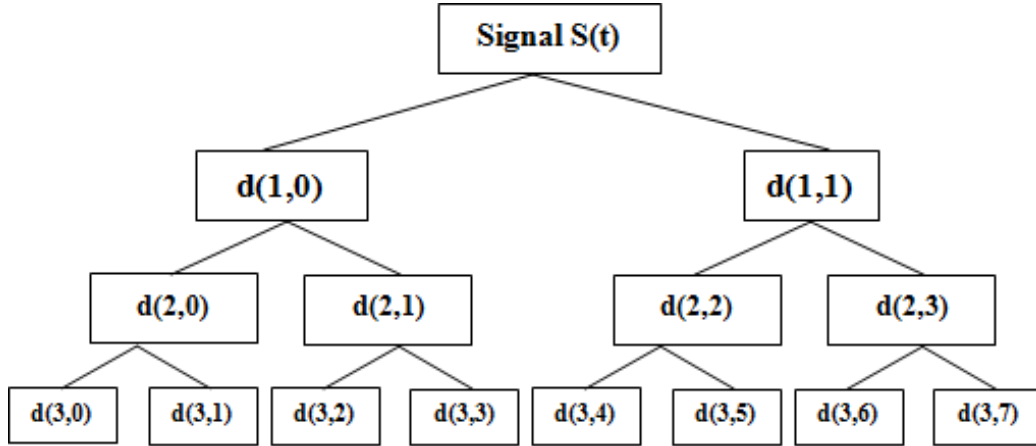 Signal S(t)
d(1,0)
d(1,1)
d(2,0)
d(2,1)
d(2,2)
d(2,3)
d(3,0)
d(3,1)
d(3,2)
d(3,3)
d(3,4)
d(3,5)
d(3,6)
d(3,7)